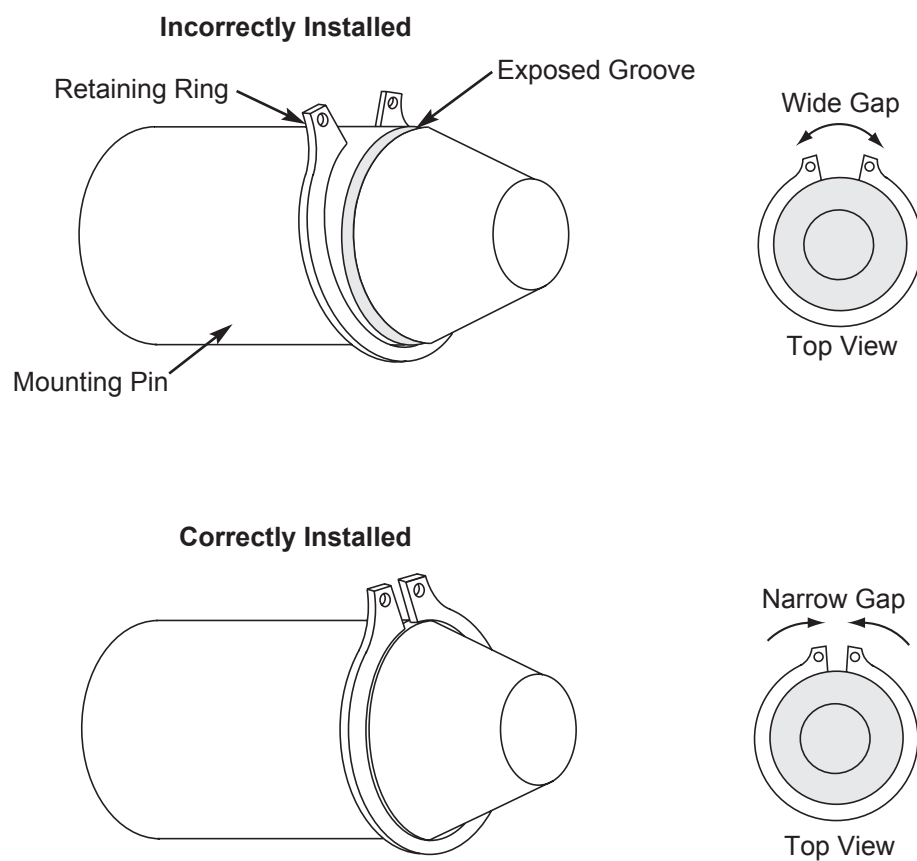 Incorrectly Installed
Retaining Ring
Exposed Groove
Wide Gap
Mounting Pin
Top View
Correctly Installed
Narrow Gap
Top View